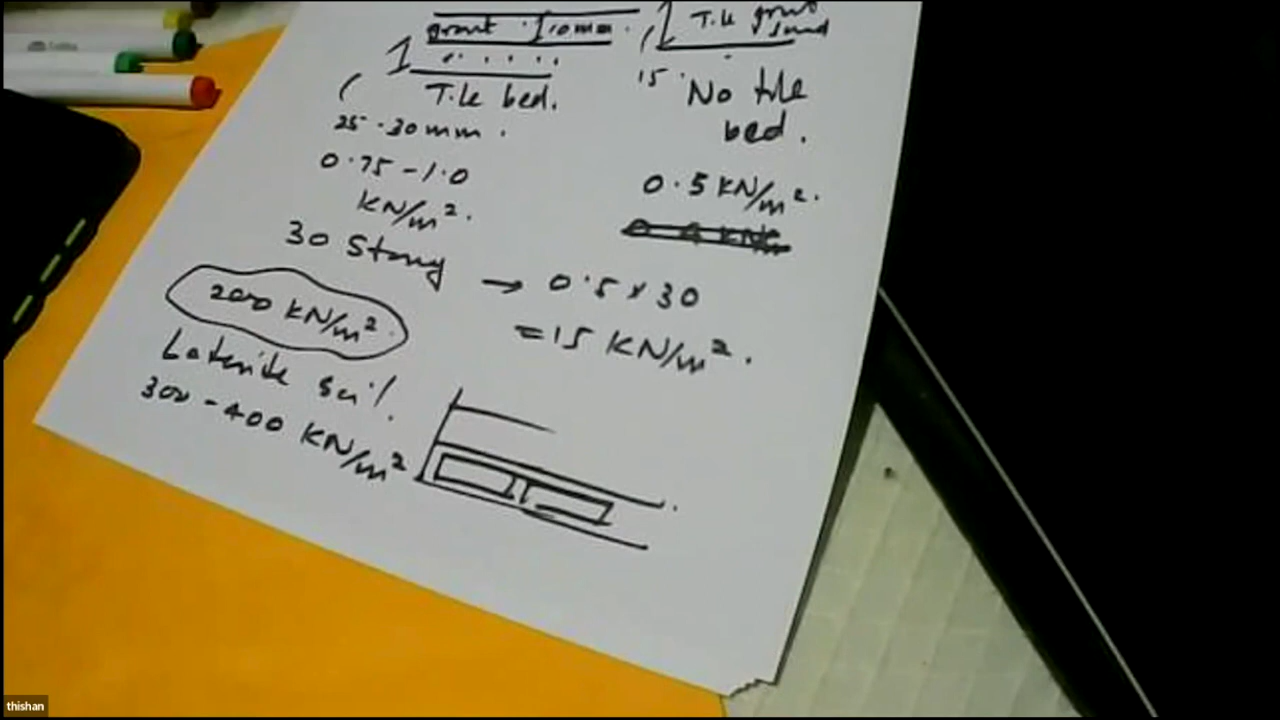 grout 10mm.
Tile bed.
25-30mm.
0.75-1.0
KN/m².
Tile grout
sand
15
No tile
bed.
0.5 KN/m².
30 Story → 0.5 x 30
= 15 KN/m².
200 KN/m².
Laterite Soil.
300-400 KN/m²
thishan